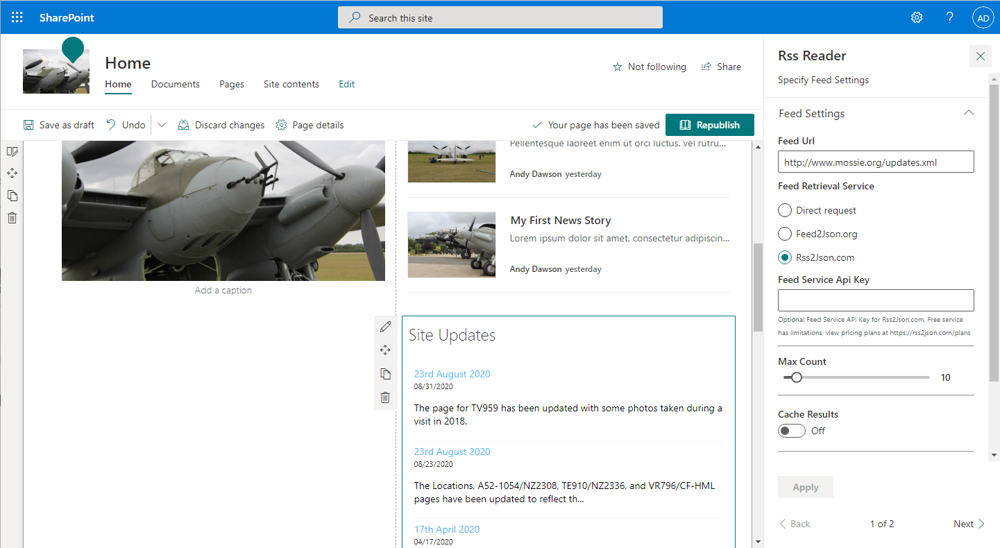 SharePoint
Search this site
AD
Home
Not following
Share
Home
Documents
Pages
Site contents
Edit
Save as draft
Undo
Discard changes
Page details
Your page has been saved
Republish
Add a caption
Pellentesque laoreet enim ut orci luctus, vel rutru...
Andy Dawson yesterday
My First News Story
Lorem ipsum dolor sit amet, consectetur adipiscin...
Andy Dawson yesterday
Site Updates
23rd August 2020
08/31/2020
The page for TV959 has been updated with some photos taken during a
visit in 2018.
23rd August 2020
08/23/2020
The Locations, A52-1054/NZ2308, TE910/NZ2336, and VR796/CF-HML
pages have been updated to reflect th...
17th April 2020
04/17/2020
Rss Reader
Specify Feed Settings
Feed Settings
Feed Url
http://www.mossie.org/updates.xml
Feed Retrieval Service
Direct request
Feed2Json.org
Rss2Json.com
Feed Service Api Key
Optional Feed Service API Key for Rss2Json.com. Free service
has limitations, view pricing plans at https://rss2json.com/plans
Max Count
10
Cache Results
Off
Apply
Back
1 of 2
Next